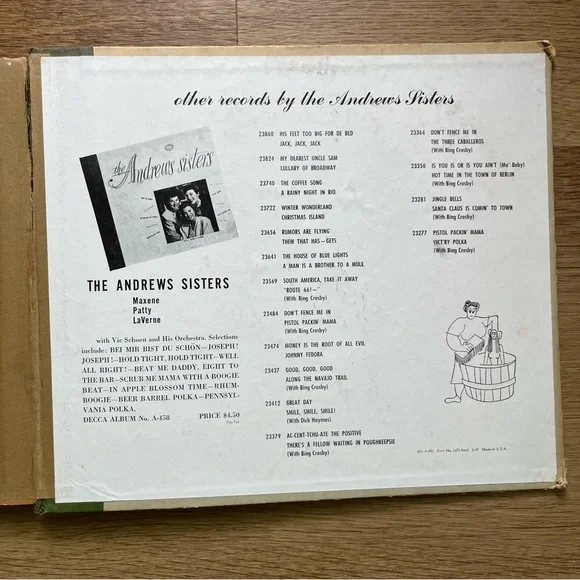 other records by the Andrews Sisters
the Andrews sisters
THE ANDREWS SISTERS
Maxene
Patty
LaVerne
with Vic Schoen and His Orchestra. Selections
include: BEI MIR BIST DU SCHÖN—JOSEPH!
JOSEPH!—HOLD TIGHT, HOLD TIGHT—WELL
ALL RIGHT!—BEAT ME DADDY, EIGHT TO
THE BAR—SCRUB ME MAMA WITH A BOOGIE
BEAT—IN APPLE BLOSSOM TIME—RHUM-
BOOGIE—BEER BARREL POLKA—PENNSYL-
VANIA POLKA.
DECCA ALBUM No. A-458 PRICE $4.50
Plus Tax
23860 HIS FEET TOO BIG FOR DE BED
JACK, JACK, JACK
23824 MY DEAREST UNCLE SAM
LULLABY OF BROADWAY
23740 THE COFFEE SONG
A RAINY NIGHT IN RIO
23722 WINTER WONDERLAND
CHRISTMAS ISLAND
23656 RUMORS ARE FLYING
THEM THAT HAS—GETS
23641 THE HOUSE OF BLUE LIGHTS
A MAN IS A BROTHER TO A MULE
23569 SOUTH AMERICA, TAKE IT AWAY
"ROUTE 66!—"
(With Bing Crosby)
23484 DON'T FENCE ME IN
PISTOL PACKIN' MAMA
(With Bing Crosby)
23474 MONEY IS THE ROOT OF ALL EVIL
JOHNNY FEDORA
23437 GOOD, GOOD, GOOD
ALONG THE NAVAJO TRAIL
(With Bing Crosby)
23412 GREAT DAY
SMILE, SMILE, SMILE!
(With Dick Haymes)
23379 AC-CENT-TCHU-ATE THE POSITIVE
THERE'S A FELLOW WAITING IN POUGHKEEPSIE
(With Bing Crosby)
23364 DON'T FENCE ME IN
THE THREE CABALLEROS
(With Bing Crosby)
23350 IS YOU IS OR IS YOU AIN'T (Ma' Baby)
HOT TIME IN THE TOWN OF BERLIN
(With Bing Crosby)
23281 JINGLE BELLS
SANTA CLAUS IS COMIN' TO TOWN
(With Bing Crosby)
23277 PISTOL PACKIN' MAMA
VICT'RY POLKA
(With Bing Crosby)
Made in U.S.A.